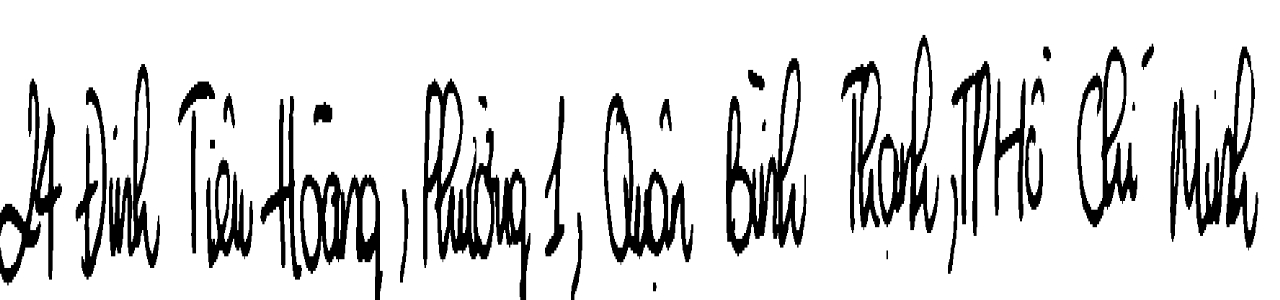 24 Đinh Tiên Hoàng, Phường 1, Quận Bình Thạnh, TP Hồ Chí Minh